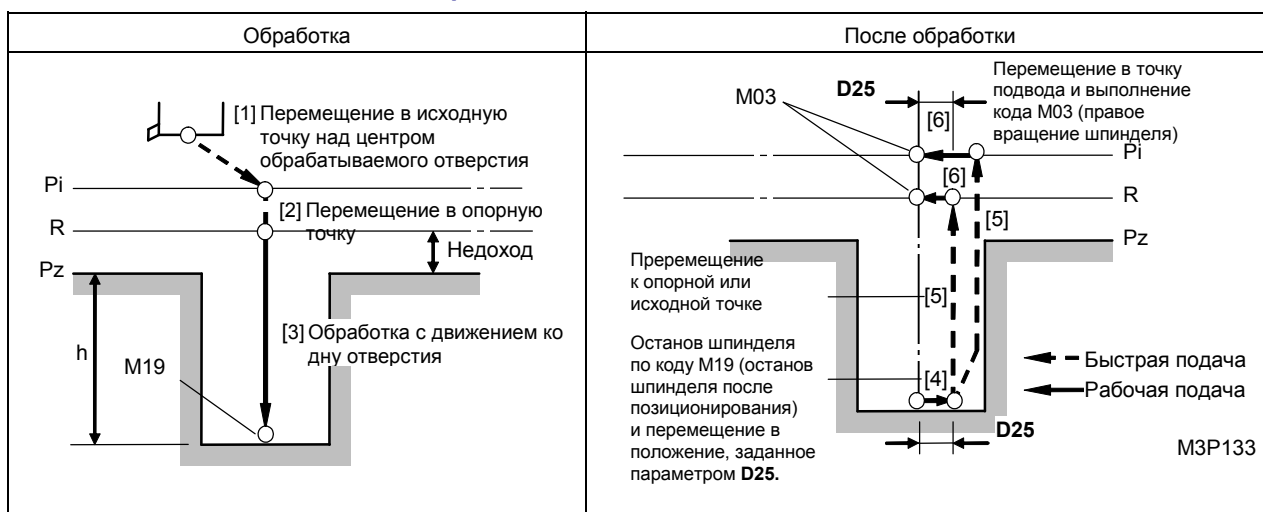 Обработка
[1] Перемещение в исходную
точку над центром
обрабатываемого отверстия
Pi
[2] Перемещение в опорную
точку
R
Недоход
Pz
[3] Обработка с движением ко
дну отверстия
h
M19
После обработки
M03
D25
Перемещение в точку
подвода и выполнение
кода M03 (правое
вращение шпинделя)
[6]
Pi
[6]
R
[5]
Pz
Преремещение
к опорной или
исходной точке
[5]
Останов шпинделя
по коду M19 (останов
шпинделя после
позиционирования)
и перемещение в
положение, заданное
параметром D25.
[4]
Быстрая подача
Рабочая подача
D25
M3P133